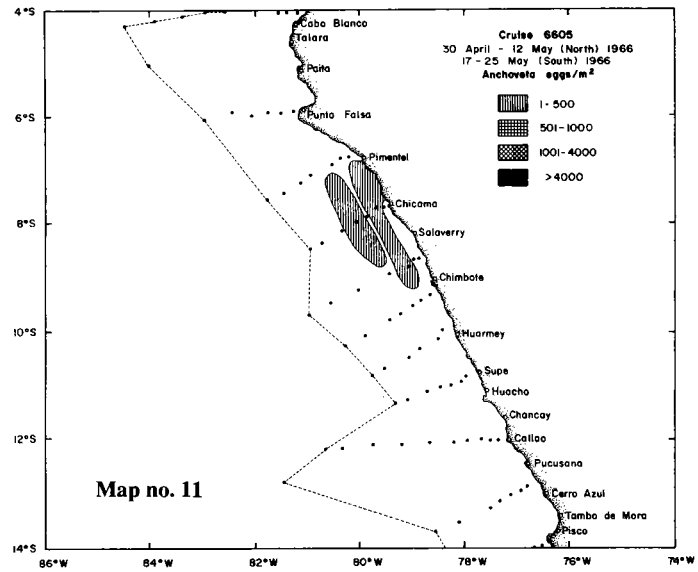 4°S
6°S
8°S
10°S
12°S
14°S
86°W
84°W
82°W
80°W
78°W
76°W
74°W
Cabo Blanco
Talara
Paita
Punta Falsa
Pimentel
Chicama
Salaverry
Chimbote
Huarmey
Supe
Huacho
Chancay
Callao
Pucusana
Cerro Azul
Tambo de Mora
Pisco
Cruise 6605
30 April - 12 May (North) 1966
17 - 25 May (South) 1966
Anchoveta eggs/m²
1 - 500
501 - 1000
1001 - 4000
>4000
Map no. 11